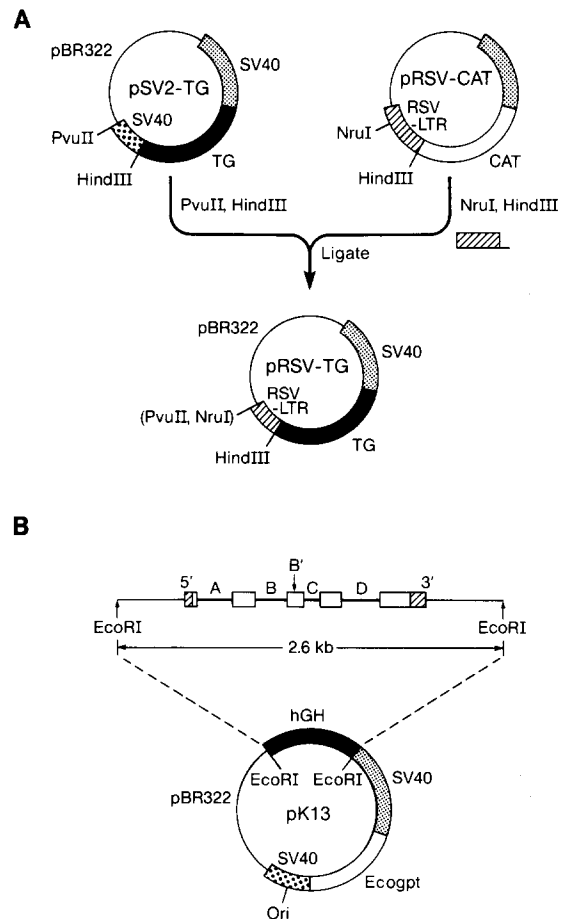 A
pBR322
pSV2-TG
SV40
SV40
PvuII
HindIII
TG
pRSV-CAT
RSV
-LTR
NruI
HindIII
CAT
PvuII, HindIII
NruI, HindIII
Ligate
pBR322
pRSV-TG
SV40
RSV
-LTR
(PvuII, NruI)
HindIII
TG
B
B'
5'
A
B
C
D
3'
EcoRI
EcoRI
2.6 kb
hGH
EcoRI
EcoRI
pBR322
SV40
pK13
SV40
Ecogpt
Ori